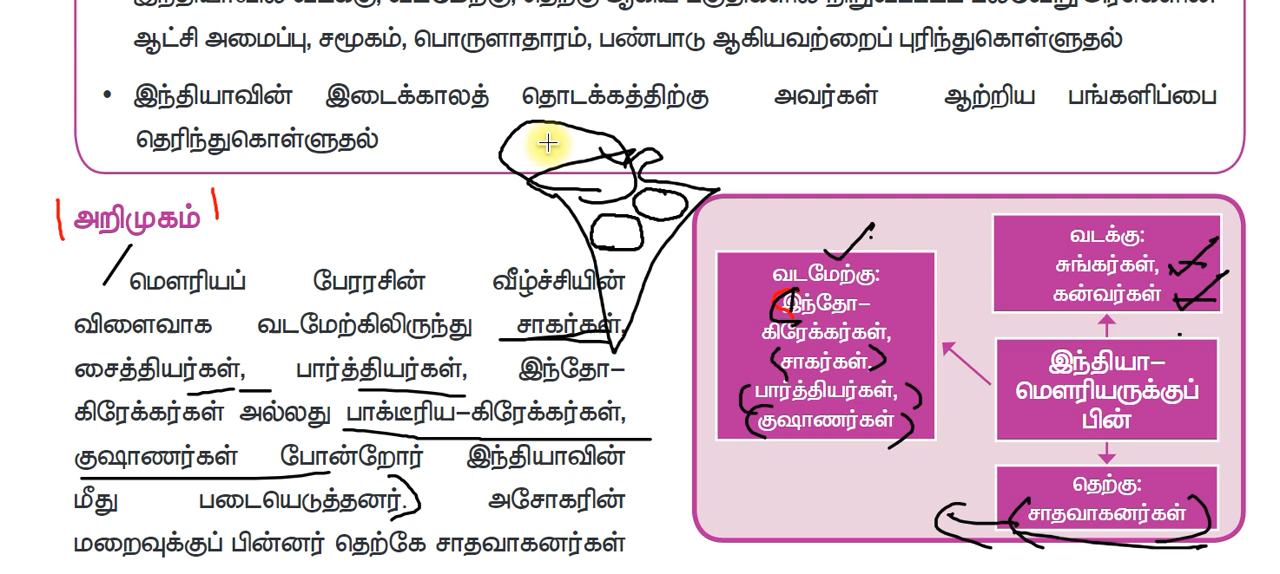 ஆட்சி அமைப்பு, சமூகம், பொருளாதாரம், பண்பாடு ஆகியவற்றைப் புரிந்துகொள்ளுதல்
• இந்தியாவின் இடைக்காலத் தொடக்கத்திற்கு அவர்கள் ஆற்றிய பங்களிப்பை
தெரிந்துகொள்ளுதல்
அறிமுகம்
மௌரியப் பேரரசின் வீழ்ச்சியின்
விளைவாக வடமேற்கிலிருந்து சாகர்கள்,
சைத்தியர்கள், பார்த்தியர்கள், இந்தோ–
கிரேக்கர்கள் அல்லது பாக்டீரிய–கிரேக்கர்கள்,
குஷாணர்கள் போன்றோர் இந்தியாவின்
மீது படையெடுத்தனர். அசோகரின்
மறைவுக்குப் பின்னர் தெற்கே சாதவாகனர்கள்
வடமேற்கு:
இந்தோ–
கிரேக்கர்கள்,
சாகர்கள்,
பார்த்தியர்கள்,
குஷாணர்கள்
வடக்கு:
சுங்கர்கள்,
கன்வர்கள்
இந்தியா–
மௌரியருக்குப்
பின்
தெற்கு:
சாதவாகனர்கள்